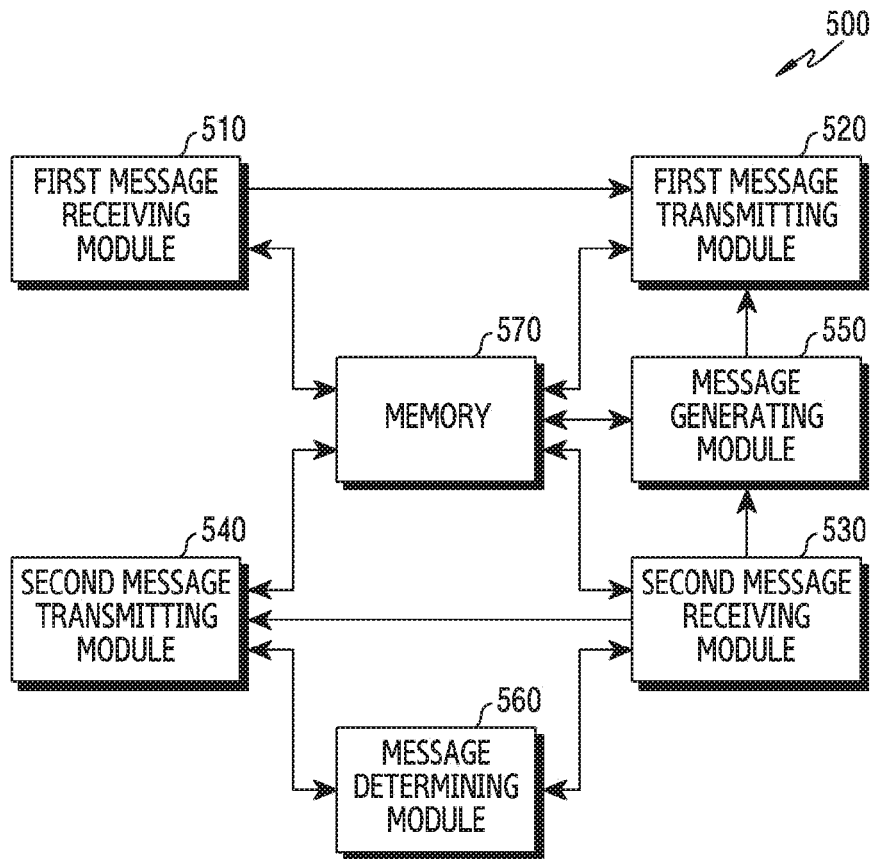 500
510
FIRST MESSAGE
RECEIVING
MODULE
520
FIRST MESSAGE
TRANSMITTING
MODULE
570
MEMORY
550
MESSAGE
GENERATING
MODULE
540
SECOND MESSAGE
TRANSMITTING
MODULE
530
SECOND MESSAGE
RECEIVING
MODULE
560
MESSAGE
DETERMINING
MODULE